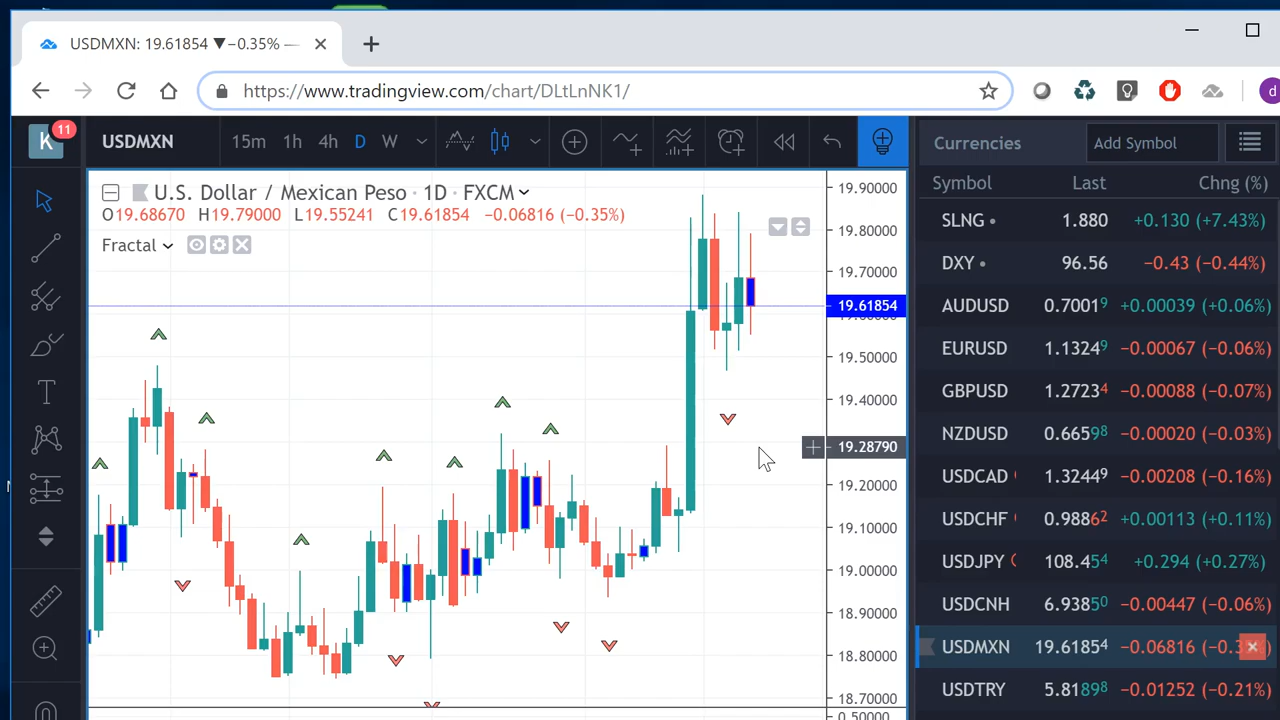 USDMXN: 19.61854 ▼−0.35% —
https://www.tradingview.com/chart/DLtLnNK1/
d
K 11
USDMXN 15m 1h 4h D W
U.S. Dollar / Mexican Peso · 1D · FXCM
O19.68670 H19.79000 L19.55241 C19.61854 −0.06816 (−0.35%)
Fractal
19.90000
19.80000
19.70000
19.61854
19.50000
19.40000
19.28790
19.20000
19.10000
19.00000
18.90000
18.80000
18.70000
0.50000
T
Currencies Add Symbol
Symbol Last Chng (%)
SLNG 1.880 +0.130 (+7.43%)
DXY 96.56 −0.43 (−0.44%)
AUDUSD 0.70019 +0.00039 (+0.06%)
EURUSD 1.13249 −0.00067 (−0.06%)
GBPUSD 1.27234 −0.00088 (−0.07%)
NZDUSD 0.66598 −0.00020 (−0.03%)
USDCAD 1.32449 −0.00208 (−0.16%)
USDCHF 0.98862 +0.00113 (+0.11%)
USDJPY 108.454 +0.294 (+0.27%)
USDCNH 6.93850 −0.00447 (−0.06%)
USDMXN 19.61854 −0.06816
USDTRY 5.81898 −0.01252 (−0.21%)